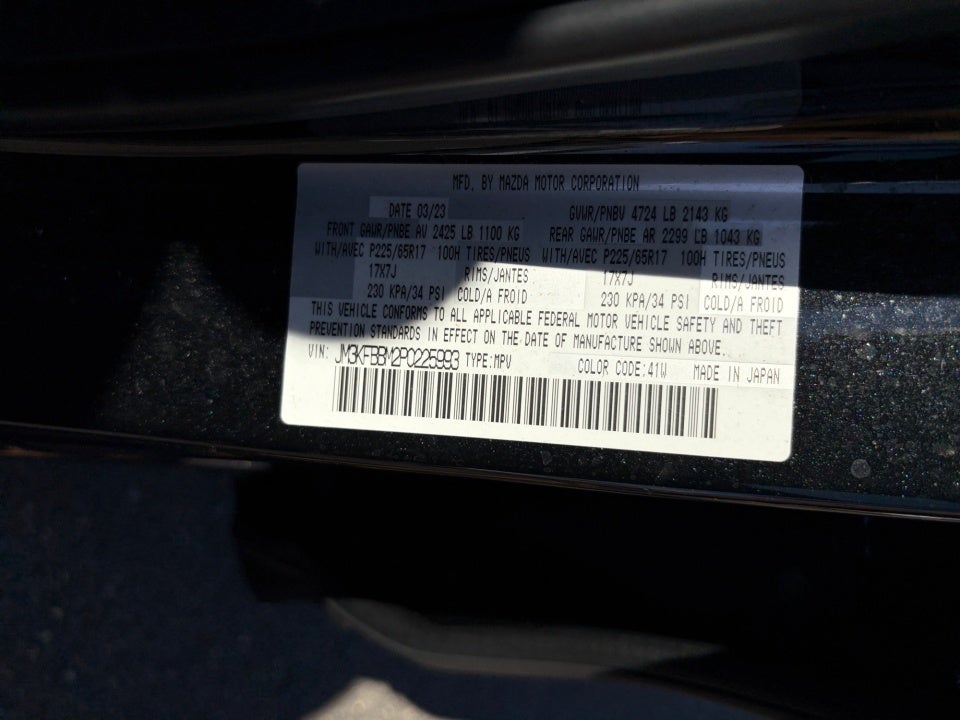 MFD. BY MAZDA MOTOR CORPORATION
DATE 03/23 GVWR/PNBV 4724 LB 2143 KG
FRONT GAWR/PNBE AV 2425 LB 1100 KG REAR GAWR/PNBE AR 2299 LB 1043 KG
WITH/AVEC P225/65R17 100H TIRES/PNEUS WITH/AVEC P225/65R17 100H TIRES/PNEUS
17X7J RIMS/JANTES 17X7J RIMS/JANTES
230 KPA/34 PSI COLD/A FROID 230 KPA/34 PSI COLD/A FROID
THIS VEHICLE CONFORMS TO ALL APPLICABLE FEDERAL MOTOR VEHICLE SAFETY AND THEFT
PREVENTION STANDARDS IN EFFECT ON THE DATE OF MANUFACTURE SHOWN ABOVE.
VIN: JM3KFBBM2P0225993 TYPE:MPV COLOR CODE:41W MADE IN JAPAN